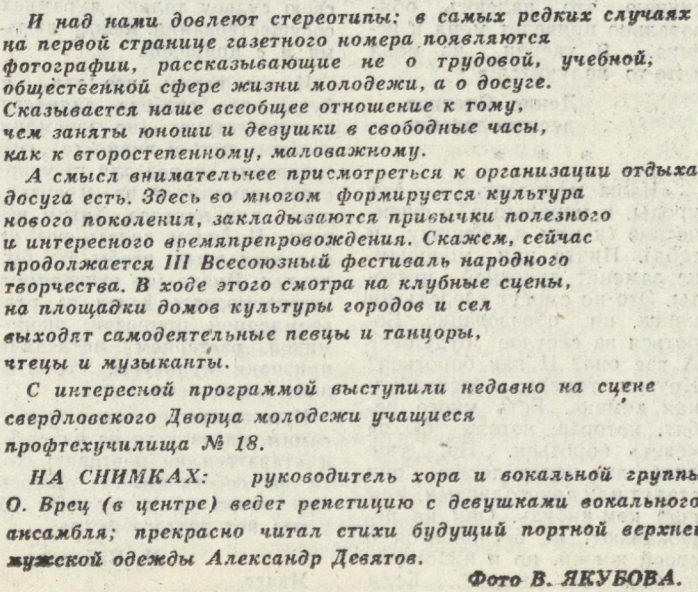 И над нами довлеют стереотипы: в самых редких случаях
на первой странице газетного номера появляются
фотографии, рассказывающие не о трудовой, учебной,
общественной сфере жизни молодежи, а о досуге.
Сказывается наше всеобщее отношение к тому,
чем заняты юноши и девушки в свободные часы,
как к второстепенному, маловажному.
А смысл внимательнее присмотреться к организации отдыха
досуга есть. Здесь во многом формируется культура
нового поколения, закладываются привычки полезного
и интересного времяпрепровождения. Скажем, сейчас
продолжается III Всесоюзный фестиваль народного
творчества. В ходе этого смотра на клубные сцены,
на площадки домов культуры городов и сел
выходят самодеятельные певцы и танцоры,
чтецы и музыканты.
С интересной программой выступили недавно на сцене
свердловского Дворца молодежи учащиеся
профтехучилища № 18.
НА СНИМКАХ: руководитель хора и вокальной группы
О. Врец (в центре) ведет репетицию с девушками вокального
ансамбля; прекрасно читал стихи будущий портной верхней
мужской одежды Александр Девятов.
Фото В. ЯКУБОВА.